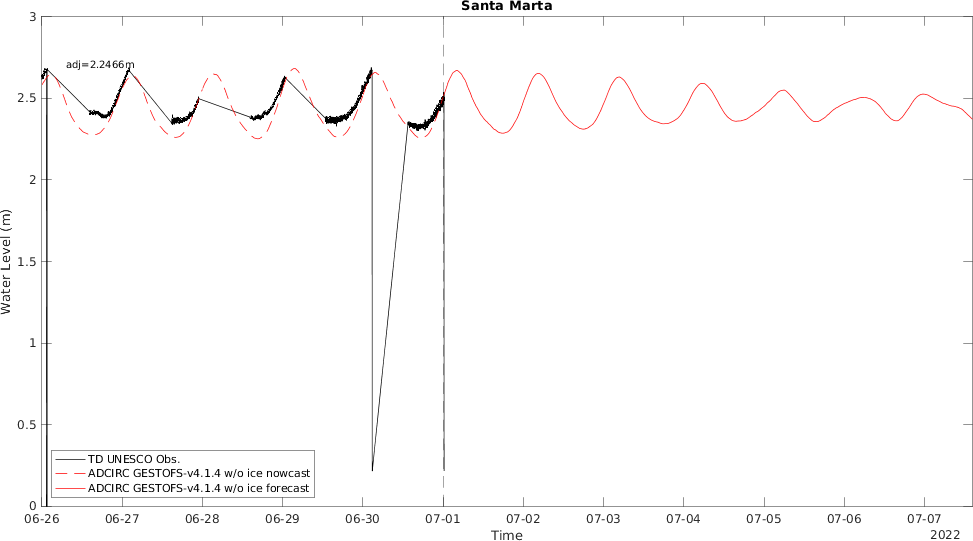 Santa Marta
3
adj=2.2466m
2.5
2
1.5
1
0.5
0
Water Level (m)
TD UNESCO Obs.
ADCIRC GESTOFS-v4.1.4 w/o ice nowcast
ADCIRC GESTOFS-v4.1.4 w/o ice forecast
06-26 06-27 06-28 06-29 06-30 07-01 07-02 07-03 07-04 07-05 07-06 07-07
Time
2022